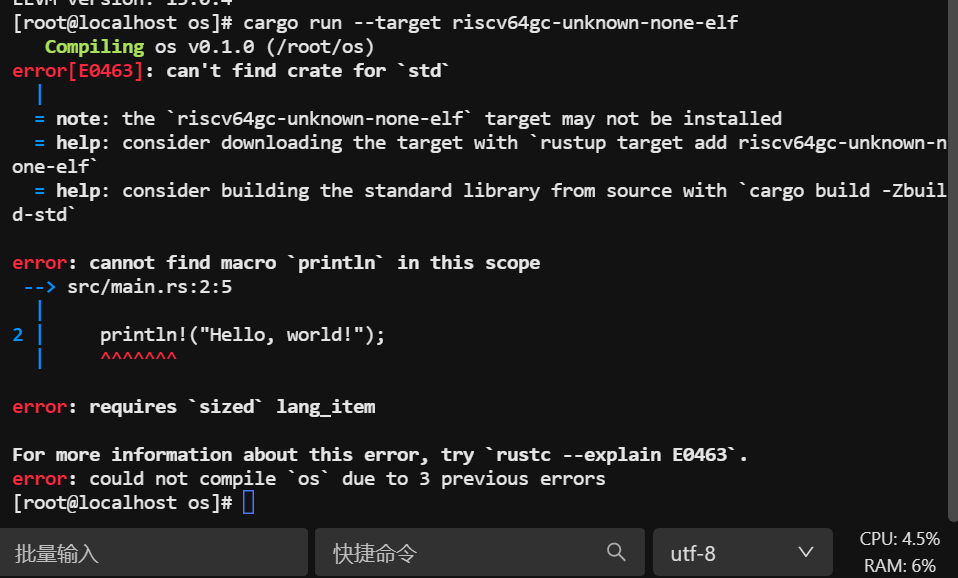 LLVM version: 15.0.4
[root@localhost os]# cargo run --target riscv64gc-unknown-none-elf
Compiling os v0.1.0 (/root/os)
error[E0463]: can't find crate for `std`
|
= note: the `riscv64gc-unknown-none-elf` target may not be installed
= help: consider downloading the target with `rustup target add riscv64gc-unknown-n
one-elf`
= help: consider building the standard library from source with `cargo build -Zbuil
d-std`
error: cannot find macro `println` in this scope
--> src/main.rs:2:5
|
2 | println!("Hello, world!");
| ^^^^^^^
error: requires `sized` lang_item
For more information about this error, try `rustc --explain E0463`.
error: could not compile `os` due to 3 previous errors
[root@localhost os]#
批量输入
快捷命令
utf-8
CPU: 4.5%
RAM: 6%